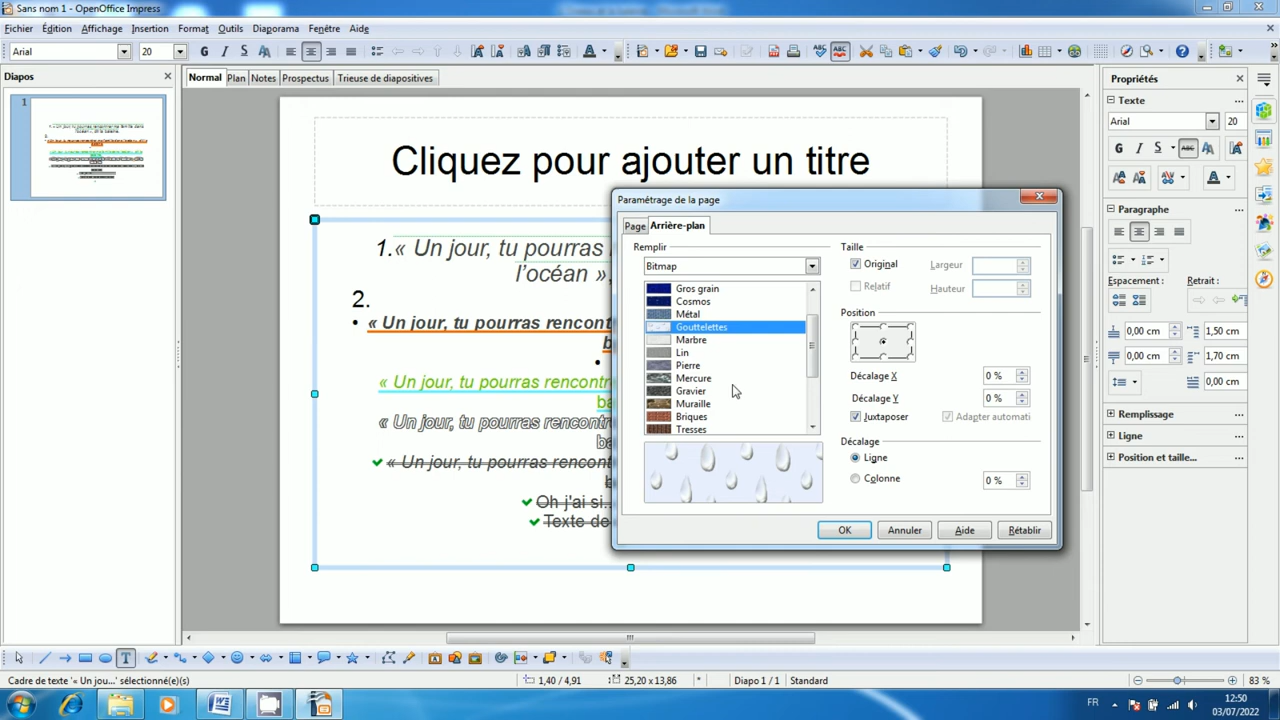 Sans nom 1 - OpenOffice Impress
Fichier Édition Affichage Insertion Format Outils Diaporama Fenêtre Aide
Arial 20
Diapos
Normal Plan Notes Prospectus Trieuse de diapositives
1
Cliquez pour ajouter un titre
1.« Un jour, tu pourras
l'océan »,
2.
• « Un jour, tu pourras rencont
b
•
« Un jour, tu pourras rencontre
ba
« Un jour, tu pourras rencontre
ba
« Un jour, tu pourras rencont
Oh j'ai si...
Texte de
Paramétrage de la page
Page Arrière-plan
Remplir
Bitmap
Gros grain
Cosmos
Métal
Gouttelettes
Marbre
Lin
Pierre
Mercure
Gravier
Muraille
Briques
Tresses
Taille
Original Largeur
Relatif Hauteur
Position
Décalage X 0 %
Décalage Y 0 %
Juxtaposer Adapter automati
Décalage
Ligne
Colonne 0 %
OK Annuler Aide Rétablir
Propriétés
Texte
Arial 20
Paragraphe
Espacement : Retrait :
0,00 cm 1,50 cm
0,00 cm 1,70 cm
0,00 cm
Remplissage
Ligne
Position et taille...
Cadre de texte '« Un jou...' sélectionné(e)(s) 1,40 / 4,91 25,20 x 13,86 * Diapo 1 / 1 Standard 83 %
FR 12:50
03/07/2022